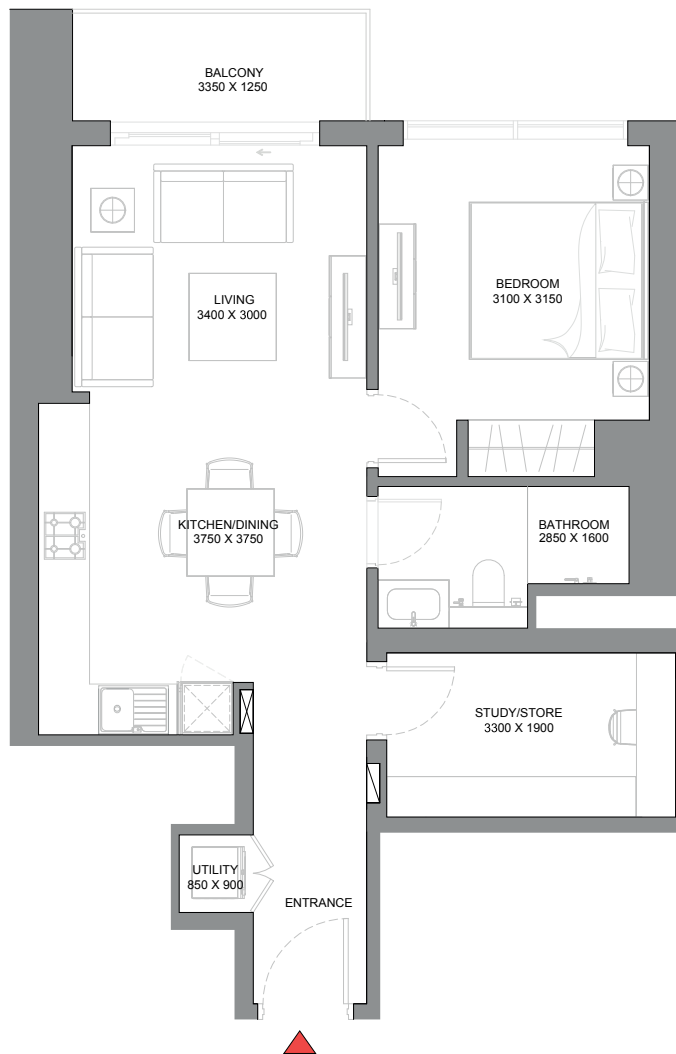 BALCONY
3350 X 1250
LIVING
3400 X 3000
BEDROOM
3100 X 3150
KITCHEN/DINING
3750 X 3750
BATHROOM
2850 X 1600
STUDY/STORE
3300 X 1900
UTILITY
850 X 900
ENTRANCE